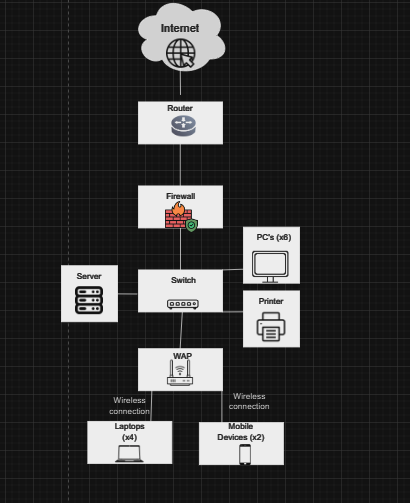 Internet
Router
Firewall
PC's (x6)
Server
Switch
Printer
WAP
Wireless
connection
Wireless
connection
Laptops
(x4)
Mobile
Devices (x2)